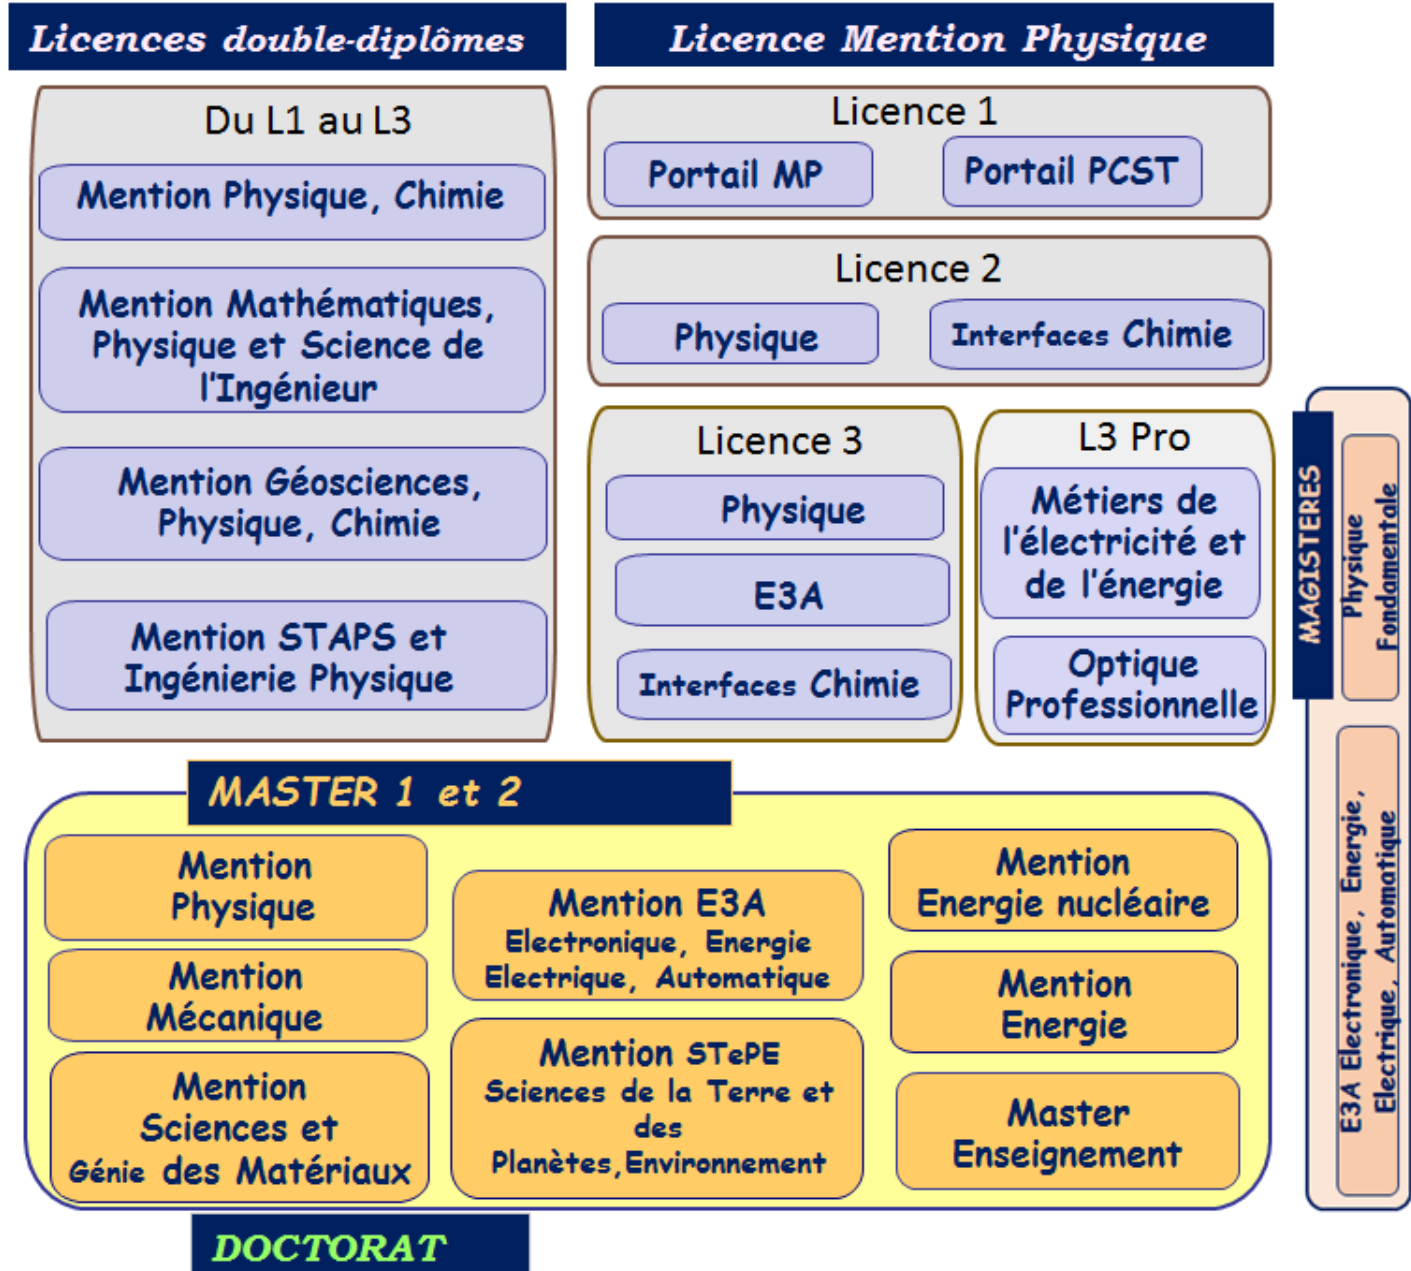 Licences double-diplômes
Du L1 au L3
Mention Physique, Chimie
Mention Mathématiques,
Physique et Science de
l'Ingénieur
Mention Géosciences,
Physique, Chimie
Mention STAPS et
Ingénierie Physique
Licence Mention Physique
Licence 1
Portail MP
Portail PCST
Licence 2
Physique
Interfaces Chimie
Licence 3
Physique
E3A
Interfaces Chimie
L3 Pro
Métiers de
l'électricité et
de l'énergie
Optique
Professionnelle
MAGISTERES
Physique
Fondamentale
E3A Electronique, Energie,
Electrique, Automatique
MASTER 1 et 2
Mention
Physique
Mention
Mécanique
Mention
Sciences et
Génie des Matériaux
Mention E3A
Electronique, Energie
Electrique, Automatique
Mention STePE
Sciences de la Terre et
des
Planètes,Environnement
Mention
Energie nucléaire
Mention
Energie
Master
Enseignement
DOCTORAT